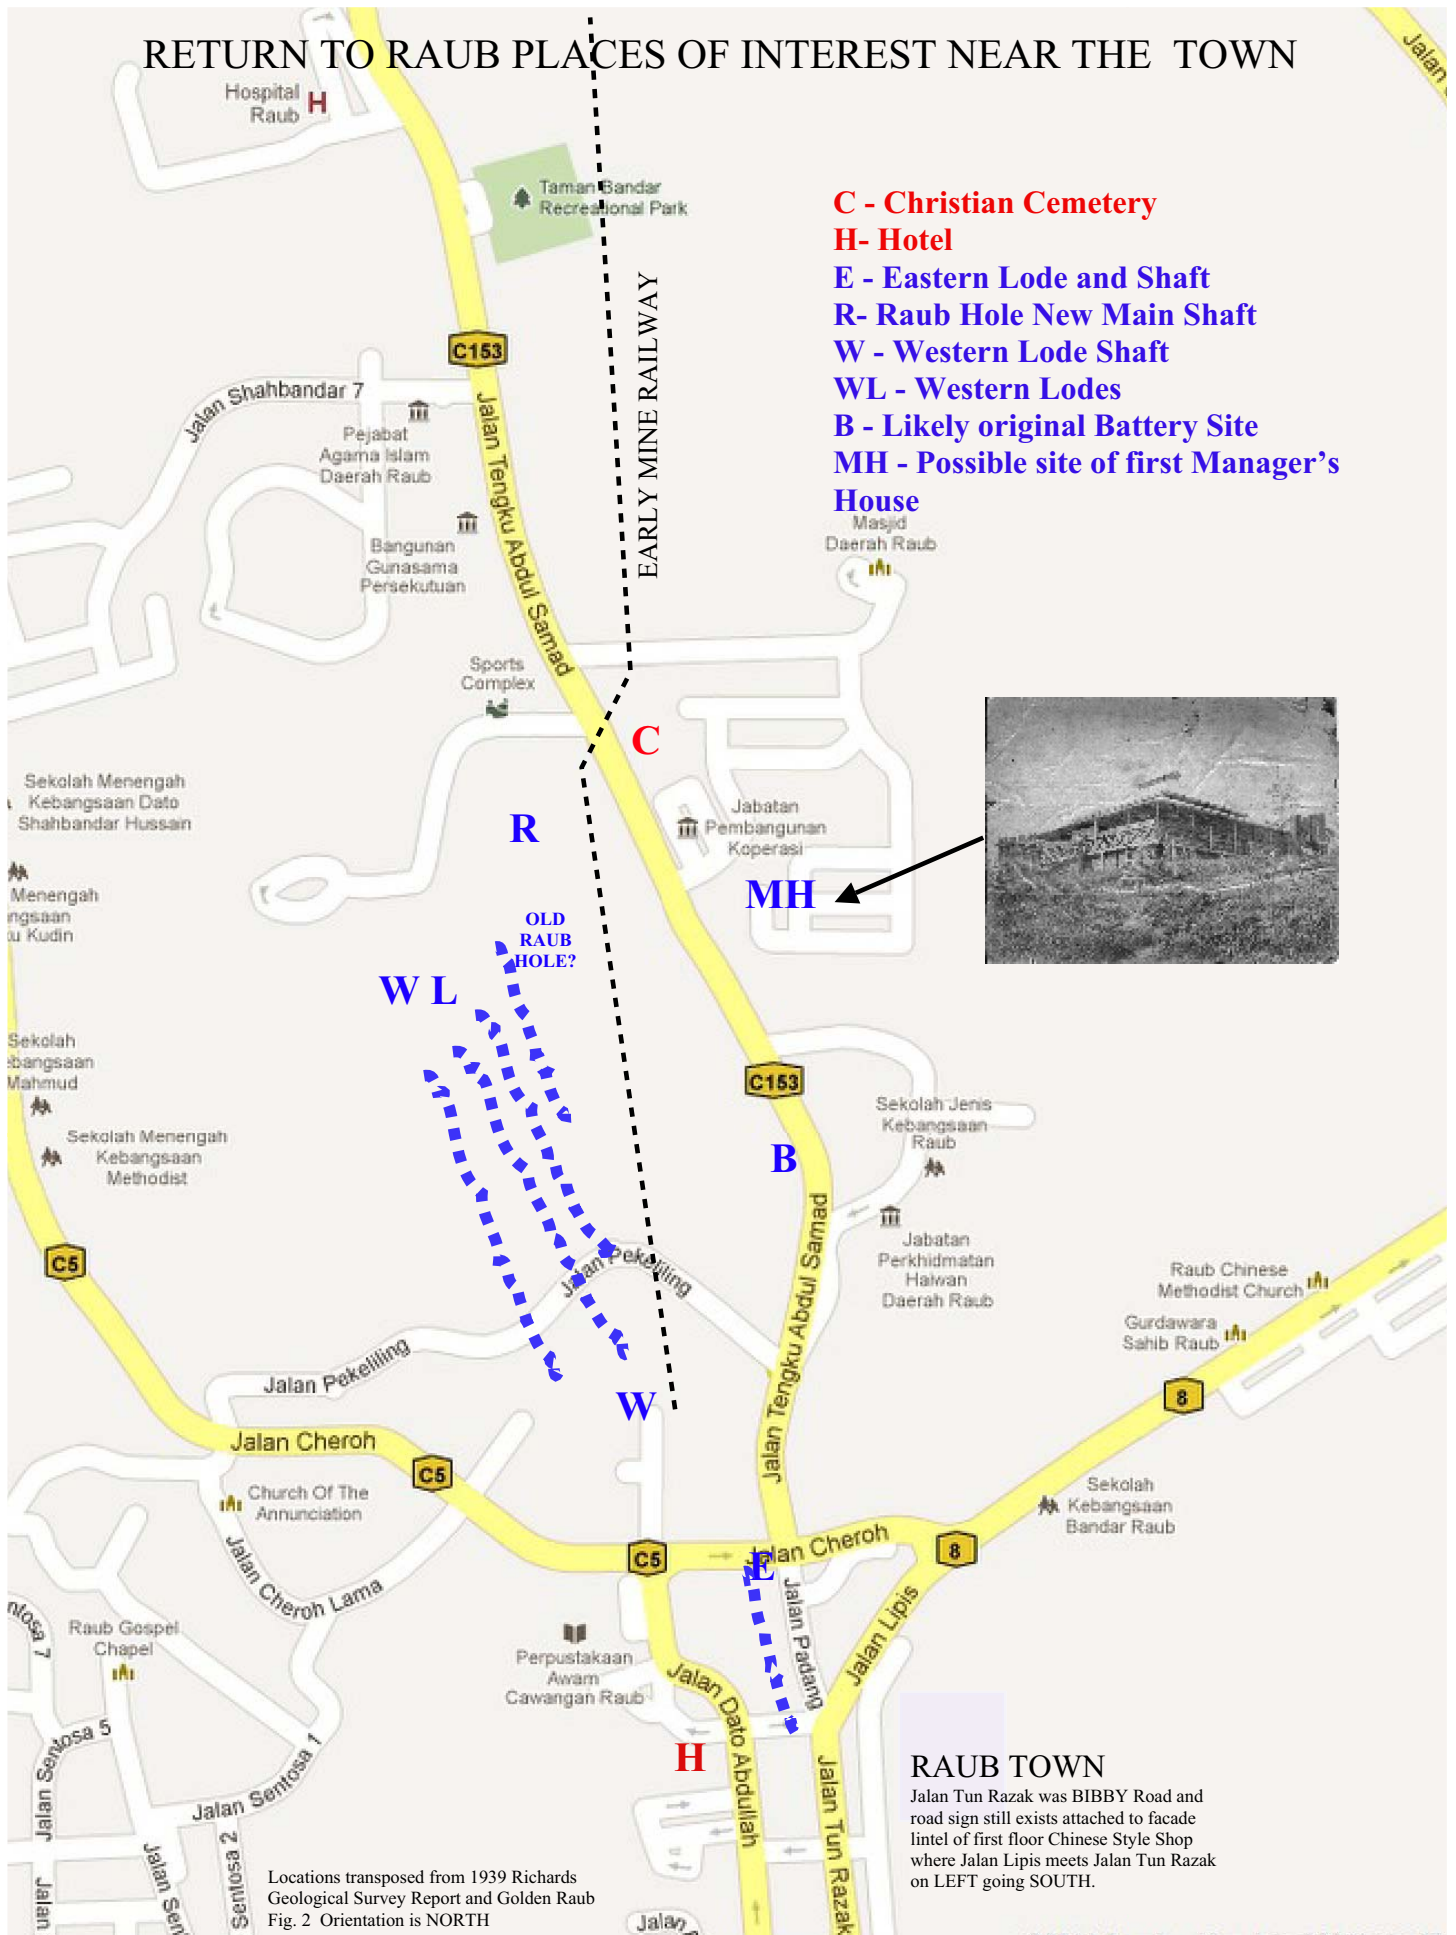 RETURN TO RAUB PLACES OF INTEREST NEAR THE TOWN
Jalan
Hospital
Raub
H
Taman Bandar
Recreational Park
C - Christian Cemetery
H- Hotel
E - Eastern Lode and Shaft
R- Raub Hole New Main Shaft
W - Western Lode Shaft
WL - Western Lodes
B - Likely original Battery Site
MH - Possible site of first Manager's
House
EARLY MINE RAILWAY
C153
Jalan Shahbandar 7
Pejabat
Agama Islam
Daerah Raub
Jalan Tengku Abdul Samad
Bangunan
Gunasama
Persekutuan
Masjid
Daerah Raub
Sports
Complex
C
Sekolah Menengah
Kebangsaan Dato
Shahbandar Hussain
R
Jabatan
Pembangunan
Koperasi
Menengah
ngsaan
u Kudin
MH
OLD
RAUB
HOLE?
W L
Sekolah
ebangsaan
Mahmud
C153
Sekolah Jenis
Kebangsaan
Raub
Sekolah Menengah
Kebangsaan
Methodist
B
Jabatan
Perkhidmatan
Haiwan
Daerah Raub
C5
Jalan Pekeliling
Jalan Tengku Abdul Samad
Raub Chinese
Methodist Church
Gurdawara
Sahib Raub
Jalan Pekeliling
8
W
Jalan Cheroh
C5
Church Of The
Annunciation
Sekolah
Kebangsaan
Bandar Raub
C5
Jalan Cheroh
8
E
Jalan Cheroh Lama
Jalan Padang
Jalan Lipis
ntosa 7
Raub Gospel
Chapel
Perpustakaan
Awam
Cawangan Raub
Jalan Dato Abdullah
H
Jalan Sentosa 5
Jalan Sentosa 1
Jalan Tun Razak
RAUB TOWN
Jalan Tun Razak was BIBBY Road and
road sign still exists attached to facade
lintel of first floor Chinese Style Shop
where Jalan Lipis meets Jalan Tun Razak
on LEFT going SOUTH.
Jalan
Jalan Sen
Sentosa 2
Locations transposed from 1939 Richards
Geological Survey Report and Golden Raub
Fig. 2 Orientation is NORTH
Jalan